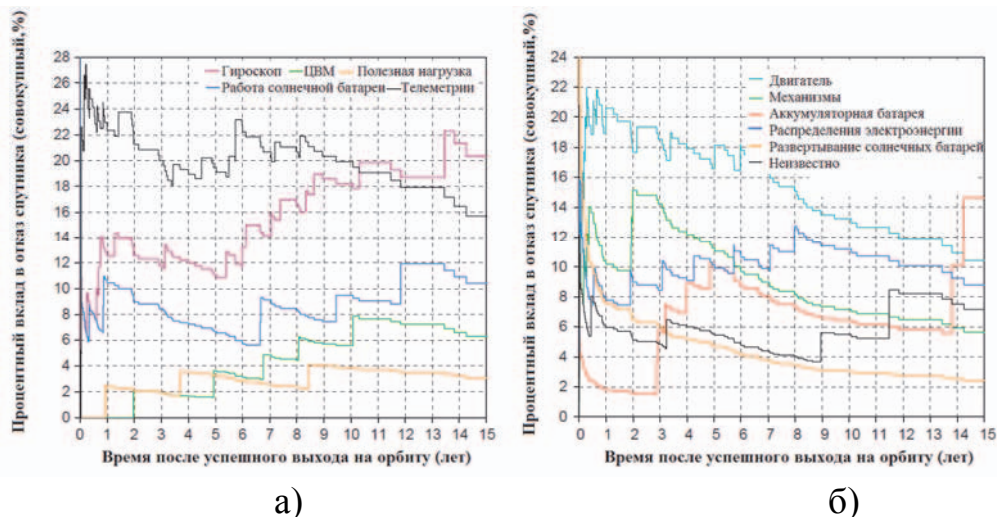 Процентный вклад в отказ спутника (совокупный,%)
28
26
24
22
20
18
16
14
12
10
8
6
4
2
0
Гироскоп ЦВМ Полезная нагрузка
Работа солнечной батареи Телеметрии
0 1 2 3 4 5 6 7 8 9 10 11 12 13 14 15
Время после успешного выхода на орбиту (лет)
а)
Процентный вклад в отказ спутника (совокупный,%)
24
22
20
18
16
14
12
10
8
6
4
2
0
Двигатель
Механизмы
Аккумуляторная батарея
Распределения электроэнергии
Развертывание солнечных батарей
Неизвестно
0 1 2 3 4 5 6 7 8 9 10 11 12 13 14 15
Время после успешного выхода на орбиту (лет)
б)